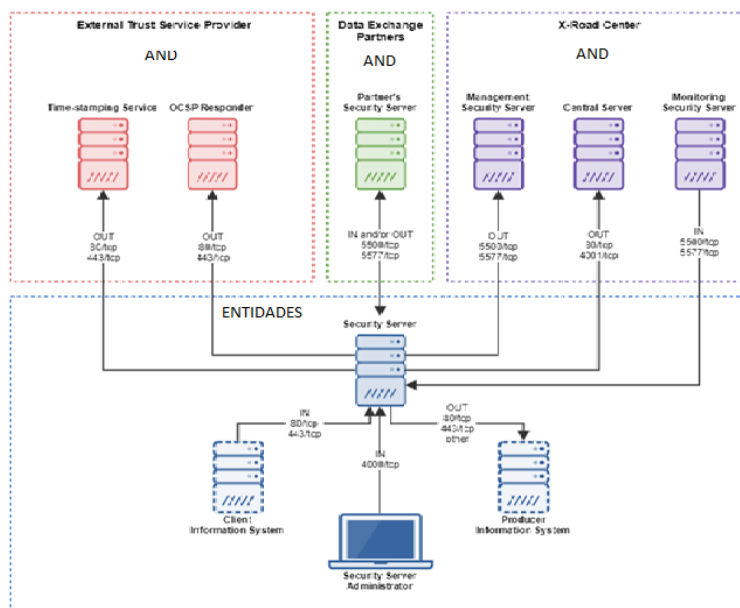 External Trust Service Provider
AND
Time-stamping Service
OCSP Responder
OUT
80/tcp
443/tcp
OUT
80/tcp
443/tcp
Data Exchange
Partners
AND
Partner's
Security Server
IN and/or OUT
5500/tcp
5577/tcp
X-Road Center
AND
Management
Security Server
Central Server
Monitoring
Security Server
OUT
5500/tcp
5577/tcp
OUT
80/tcp
4001/tcp
IN
5500/tcp
5577/tcp
ENTIDADES
Security Server
IN
80/tcp
443/tcp
OUT
80/tcp
443/tcp
other
IN
4000/tcp
Client
Information System
Producer
Information System
Security Server
Administrator